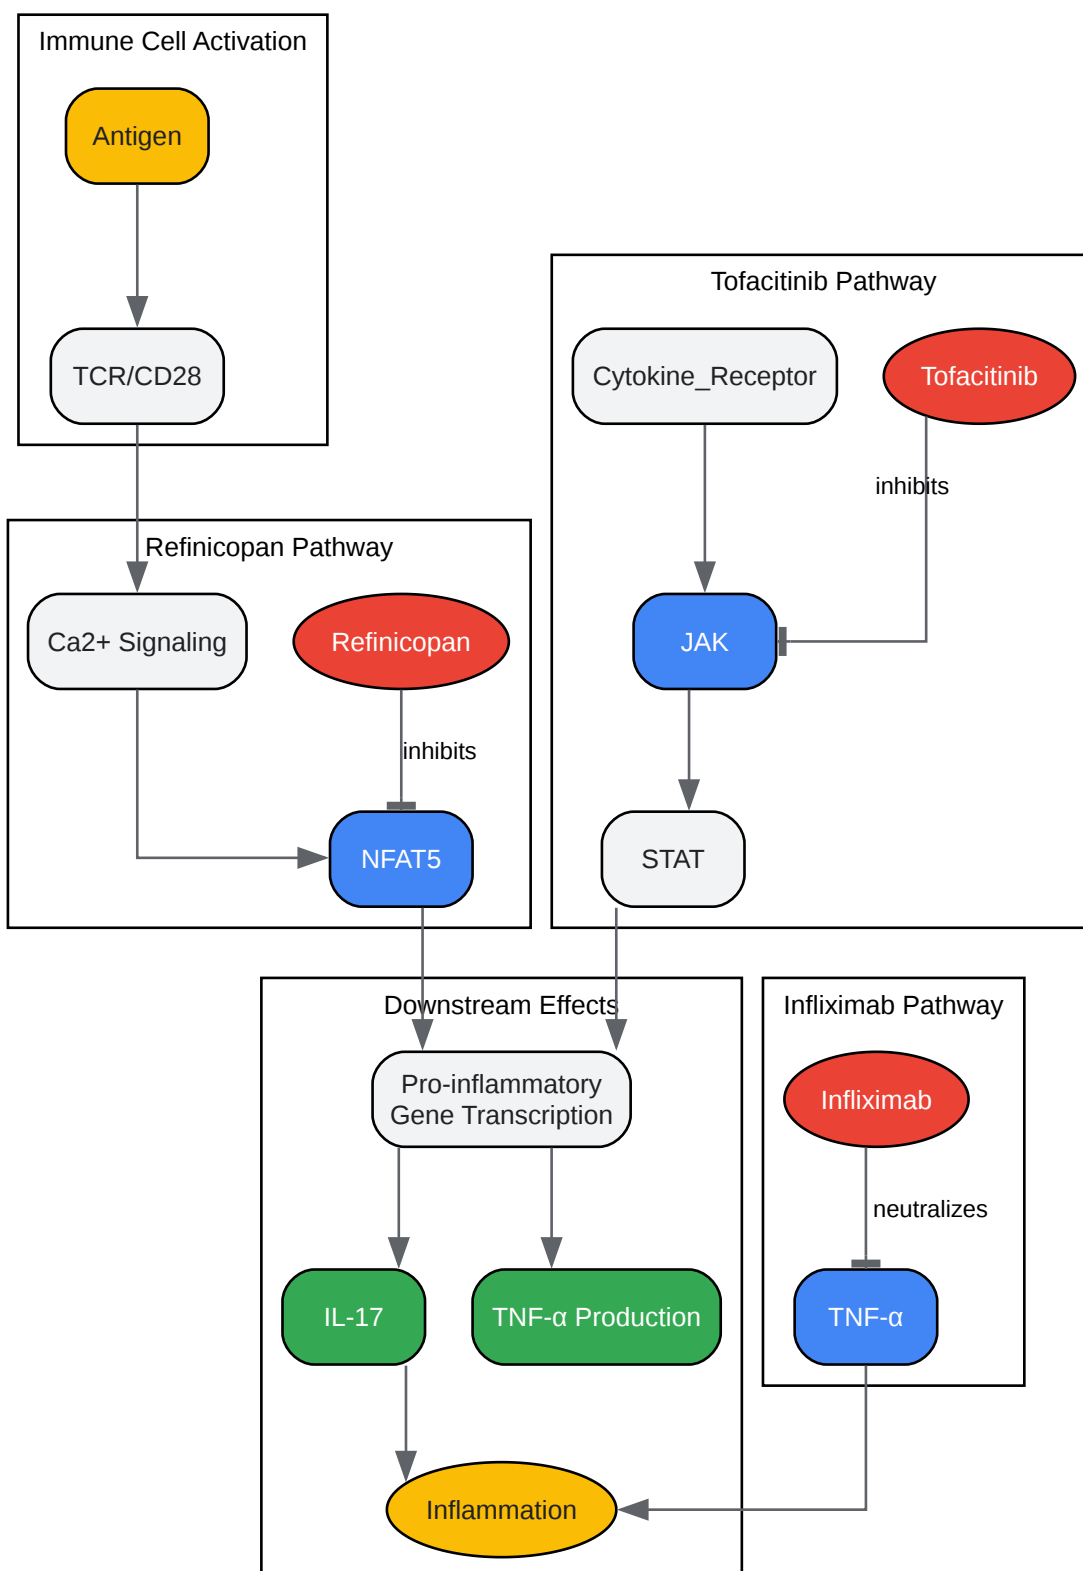 Immune Cell Activation
Antigen
TCR/CD28
Tofacitinib Pathway
Cytokine_Receptor
Tofacitinib
inhibits
JAK
STAT
Refinicopan Pathway
Ca2+ Signaling
Refinicopan
inhibits
NFAT5
Downstream Effects
Pro-inflammatory
Gene Transcription
IL-17
TNF-α Production
Inflammation
Infliximab Pathway
Infliximab
neutralizes
TNF-α